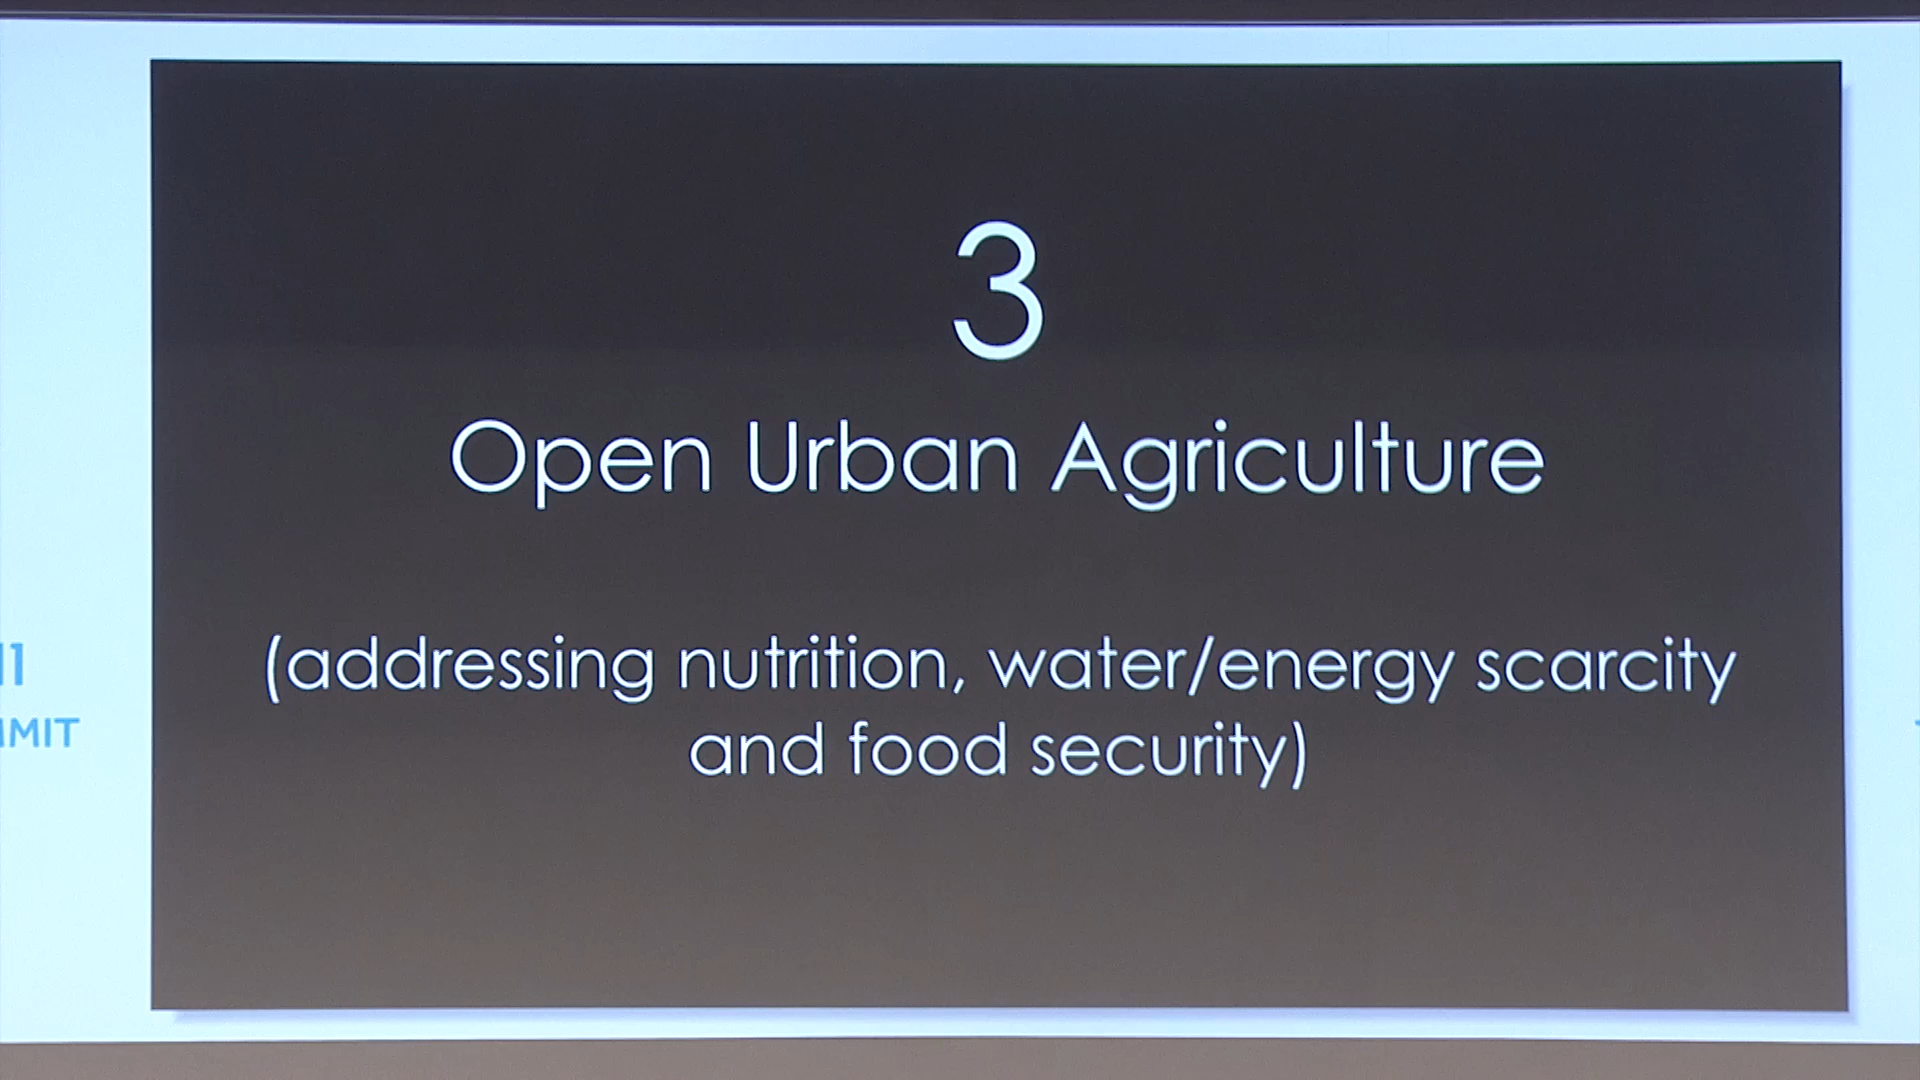 3
Open Urban Agriculture
(addressing nutrition, water/energy scarcity
and food security)